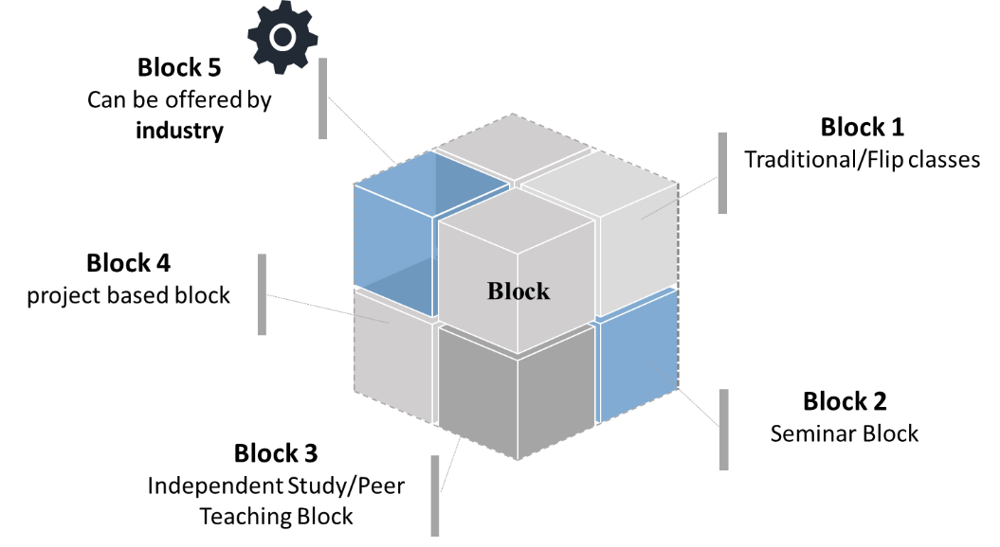 Block 5
Can be offered by
industry
Block 1
Traditional/Flip classes
Block 4
project based block
Block
Block 2
Seminar Block
Block 3
Independent Study/Peer
Teaching Block